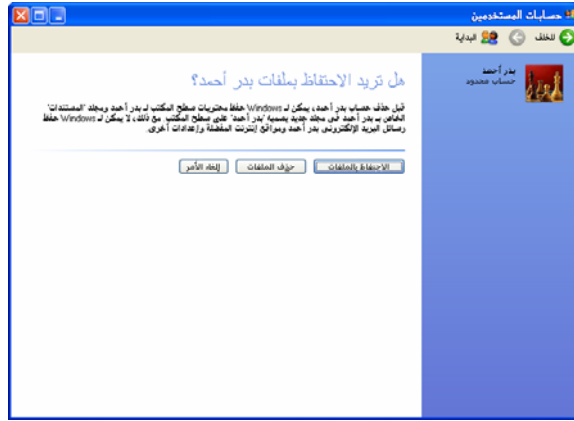 حسابات المستخدمين
للخلف البداية
بدر أحمد
حساب محدود
هل تريد الاحتفاظ بملفات بدر أحمد؟
قبل حذف حساب بدر أحمد، يمكن لـ Windows حفظ محتويات سطح المكتب لـ بدر أحمد ومجلد "المستندات"
الخاص بـ بدر أحمد في مجلد جديد يسميه "بدر أحمد" على سطح المكتب. مع ذلك، لا يمكن لـ Windows حفظ
رسائل البريد الإلكتروني بدر أحمد ومواقع إنترنت المفضلة وإعدادات أخرى.
الاحتفاظ بالملفات حذف الملفات إلغاء الأمر